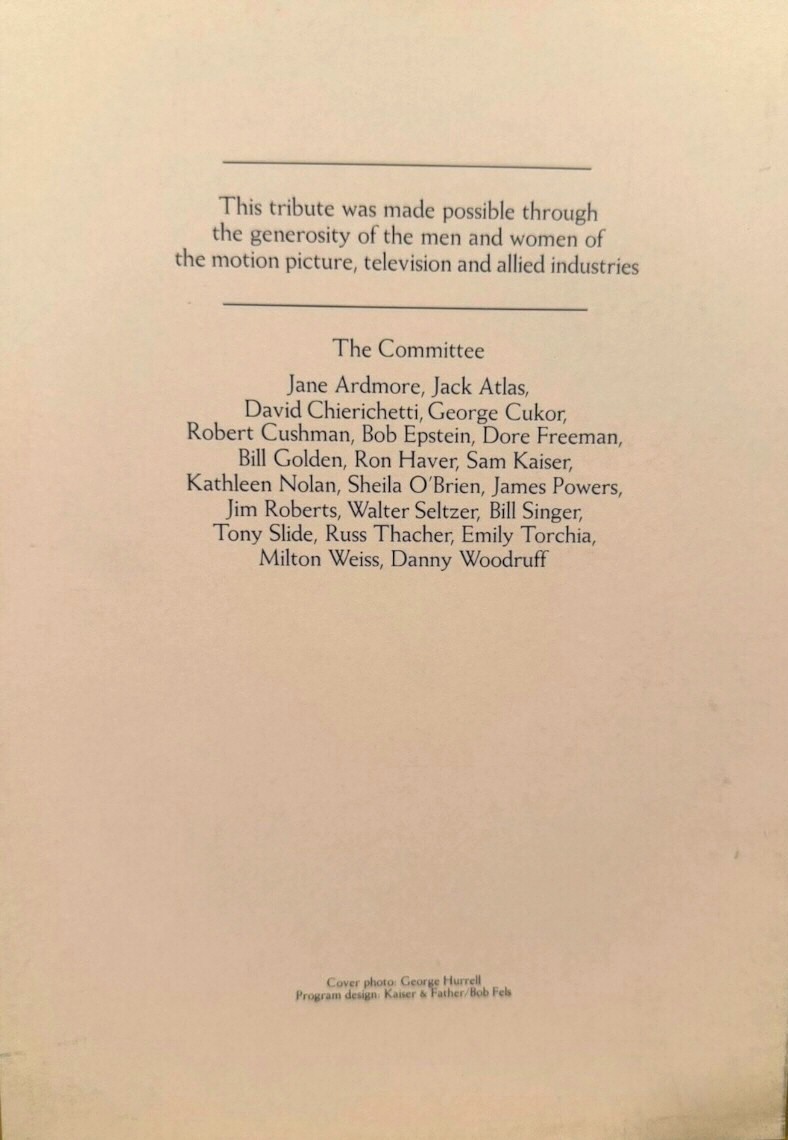 This tribute was made possible through
the generosity of the men and women of
the motion picture, television and allied industries
The Committee
Jane Ardmore, Jack Atlas,
David Chierichetti, George Cukor,
Robert Cushman, Bob Epstein, Dore Freeman,
Bill Golden, Ron Haver, Sam Kaiser,
Kathleen Nolan, Sheila O'Brien, James Powers,
Jim Roberts, Walter Seltzer, Bill Singer,
Tony Slide, Russ Thacher, Emily Torchia,
Milton Weiss, Danny Woodruff
Cover photo: George Hurrell
Program design: Kaiser & Father/Bob Fels